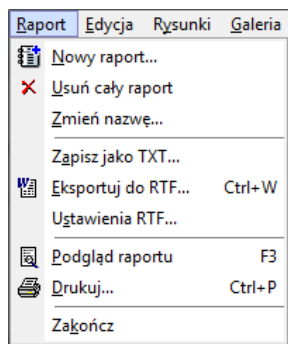 Raport Edycja Rysunki Galeria
Nowy raport...
Usuń cały raport
Zmień nazwę...
Zapisz jako TXT...
Eksportuj do RTF... Ctrl+W
Ustawienia RTF...
Podgląd raportu F3
Drukuj... Ctrl+P
Zakończ